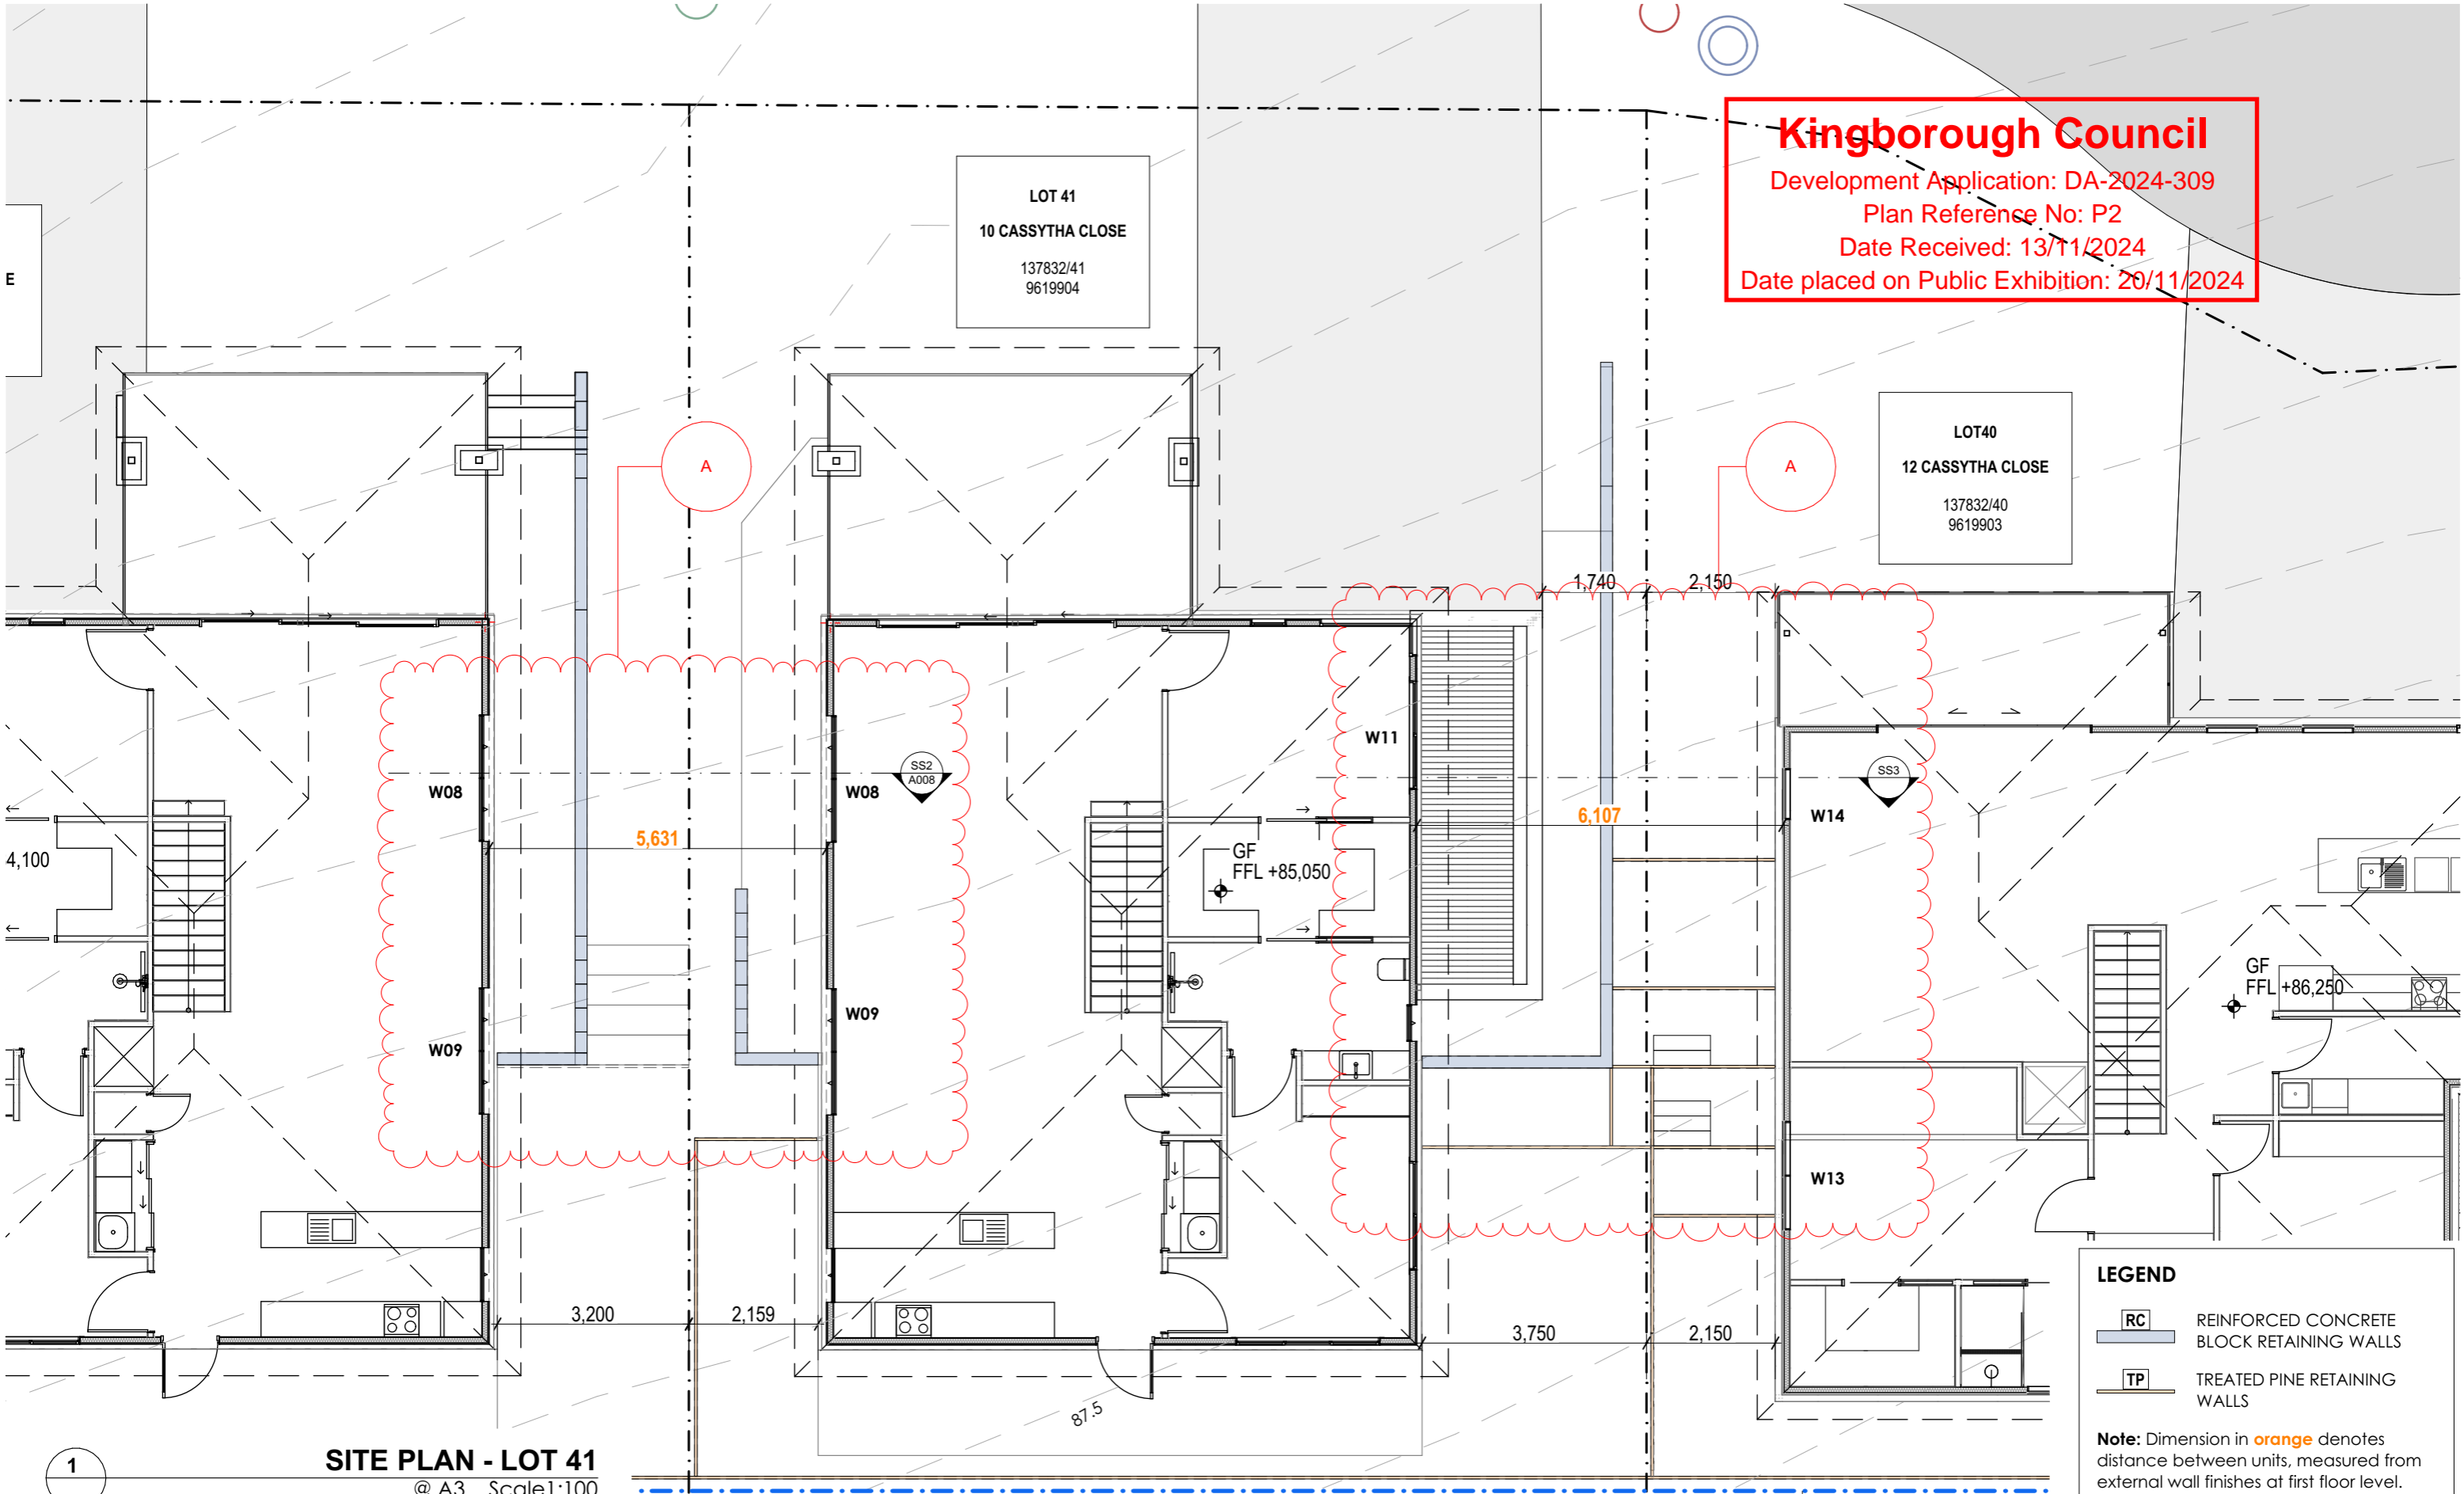 Kingborough Council
Development Application: DA-2024-309
Plan Reference No: P2
Date Received: 13/11/2024
Date placed on Public Exhibition: 20/11/2024
LOT 41
10 CASSYTHA CLOSE
137832/41
9619904
E
LOT40
12 CASSYTHA CLOSE
137832/40
9619903
A
A
1,740
2,150
W08
W08
SS2
A008
W11
SS3
W14
5,631
6,107
4,100
GF
FFL +85,050
GF
FFL +86,250
W09
W09
W13
3,200
2,159
3,750
2,150
87.5
LEGEND
RC
REINFORCED CONCRETE
BLOCK RETAINING WALLS
TP
TREATED PINE RETAINING
WALLS
Note: Dimension in orange denotes
distance between units, measured from
external wall finishes at first floor level.
1
SITE PLAN - LOT 41
@ A3 Scale1:100